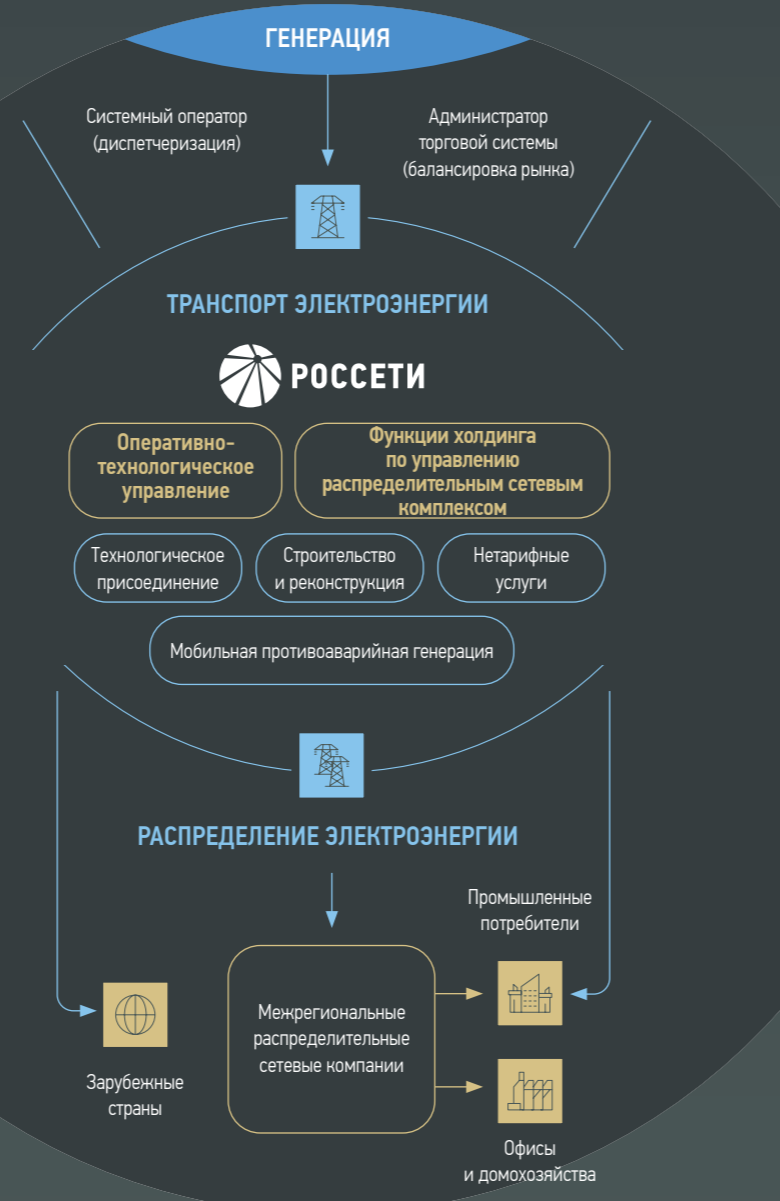 ГЕНЕРАЦИЯ
Системный оператор
(диспетчеризация)
Администратор
торговой системы
(балансировка рынка)
ТРАНСПОРТ ЭЛЕКТРОЭНЕРГИИ
РОССЕТИ
Оперативно-
технологическое
управление
Функции холдинга
по управлению
распределительным сетевым
комплексом
Технологическое
присоединение
Строительство
и реконструкция
Нетарифные
услуги
Мобильная противоаварийная генерация
РАСПРЕДЕЛЕНИЕ ЭЛЕКТРОЭНЕРГИИ
Промышленные
потребители
Межрегиональные
распределительные
сетевые компании
Зарубежные
страны
Офисы
и домохозяйства